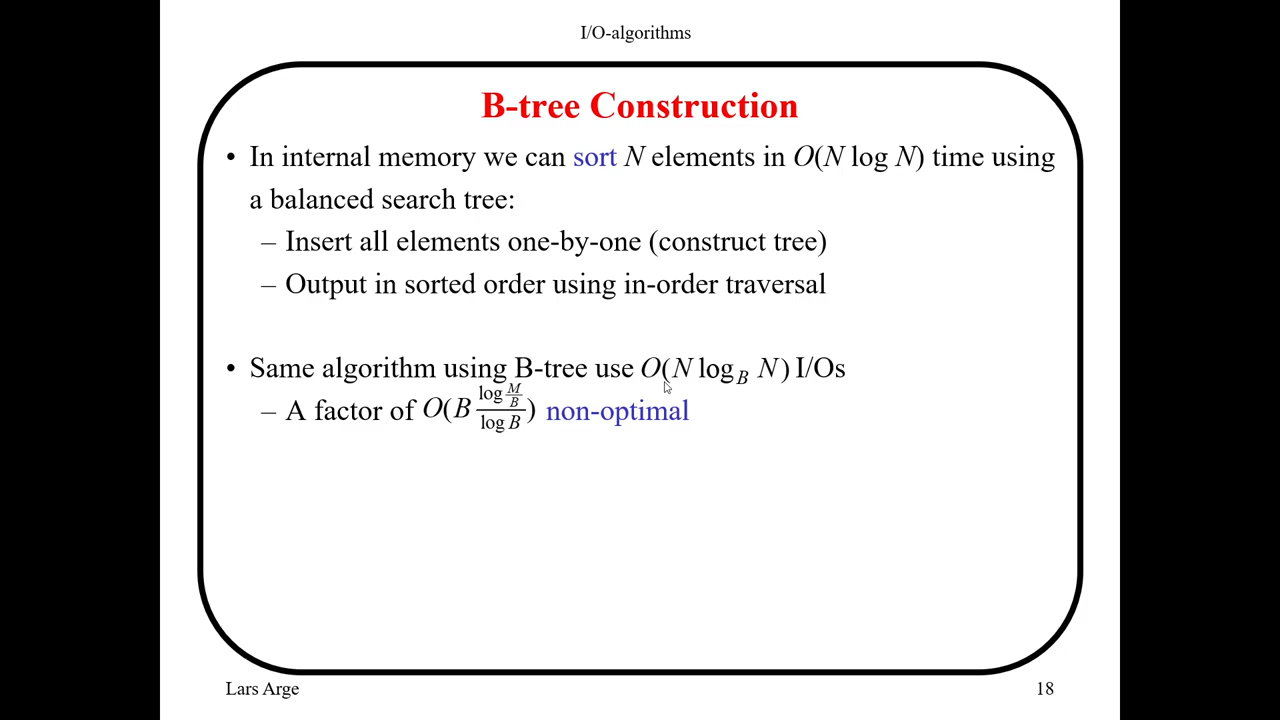 I/O-algorithms
B-tree Construction
• In internal memory we can sort N elements in O(N log N) time using
a balanced search tree:
– Insert all elements one-by-one (construct tree)
– Output in sorted order using in-order traversal
• Same algorithm using B-tree use O(N log_B N) I/Os
– A factor of O(B \frac{log \frac{M}{B}}{log B}) non-optimal
Lars Arge
18